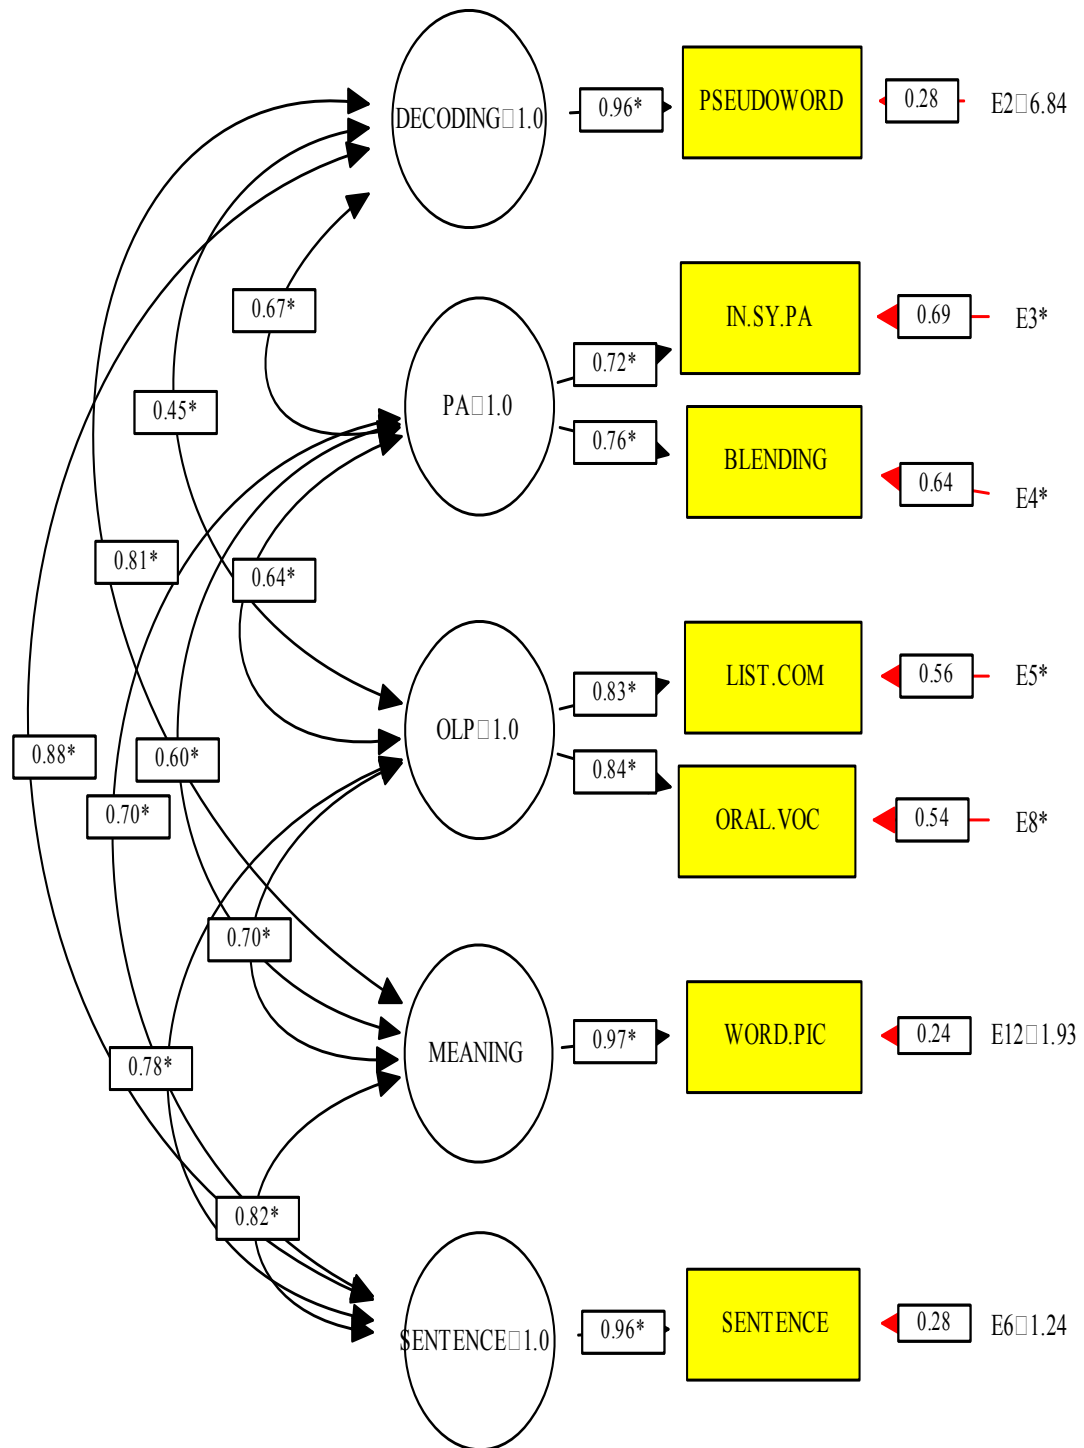 DECODING□1.0
0.96*
PSEUDOWORD
0.28
E2□6.84
0.67*
IN.SY.PA
0.69
E3*
0.72*
0.45*
PA□1.0
0.76*
BLENDING
0.64
E4*
0.81*
0.64*
LIST.COM
0.56
E5*
0.83*
OLP□1.0
0.88*
0.60*
0.84*
0.70*
ORAL.VOC
0.54
E8*
0.70*
MEANING
0.97*
WORD.PIC
0.24
E12□1.93
0.78*
0.82*
SENTENCE□1.0
0.96*
SENTENCE
0.28
E6□1.24